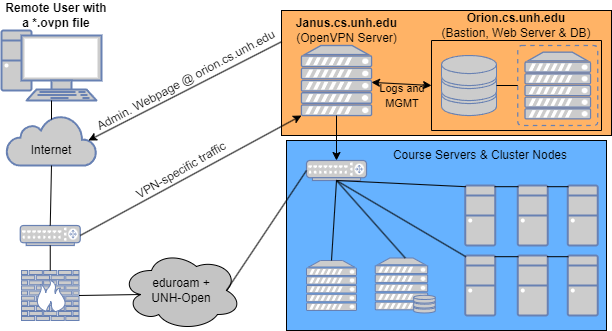 Remote User with
a *.ovpn file
Janus.cs.unh.edu
(OpenVPN Server)
Orion.cs.unh.edu
(Bastion, Web Server & DB)
Admin. Webpage @ orion.cs.unh.edu
Logs and
MGMT
Internet
VPN-specific traffic
Course Servers & Cluster Nodes
eduroam +
UNH-Open